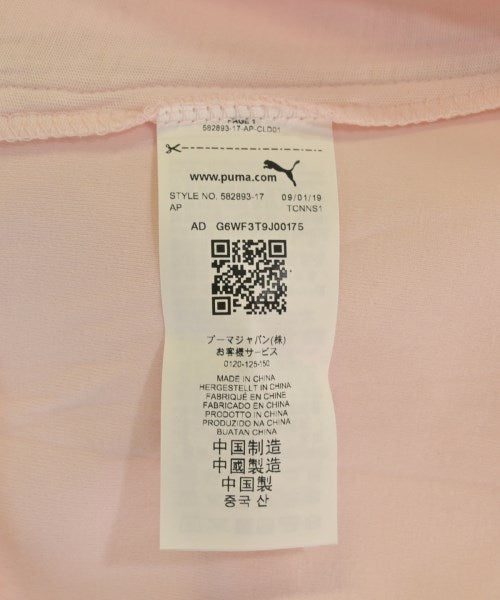 PAGE 1
582893-17-AP-CLD01
www.puma.com
STYLE NO. 582893-17 09/01/19
AP TCNNS1
AD G6WF3T9J00175
プーマジャパン(株)
お客様サービス
0120-125-150
MADE IN CHINA
HERGESTELLT IN CHINA
FABRIQUÉ EN CHINE
FABRICADO EN CHINA
PRODOTTO IN CHINA
PRODUZIDO NA CHINA
BUATAN CHINA
中国制造
中國製造
中国製
중국 산